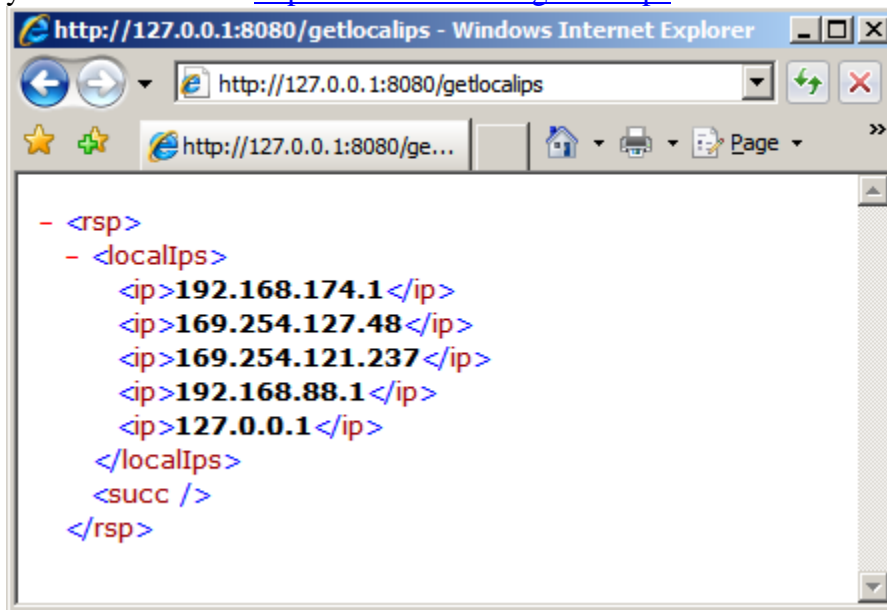 http://127.0.0.1:8080/getlocalips - Windows Internet Explorer
http://127.0.0.1:8080/getlocalips
http://127.0.0.1:8080/ge...
Page
»
- <rsp>
- <localIps>
<ip>192.168.174.1</ip>
<ip>169.254.127.48</ip>
<ip>169.254.121.237</ip>
<ip>192.168.88.1</ip>
<ip>127.0.0.1</ip>
</localIps>
<succ />
</rsp>